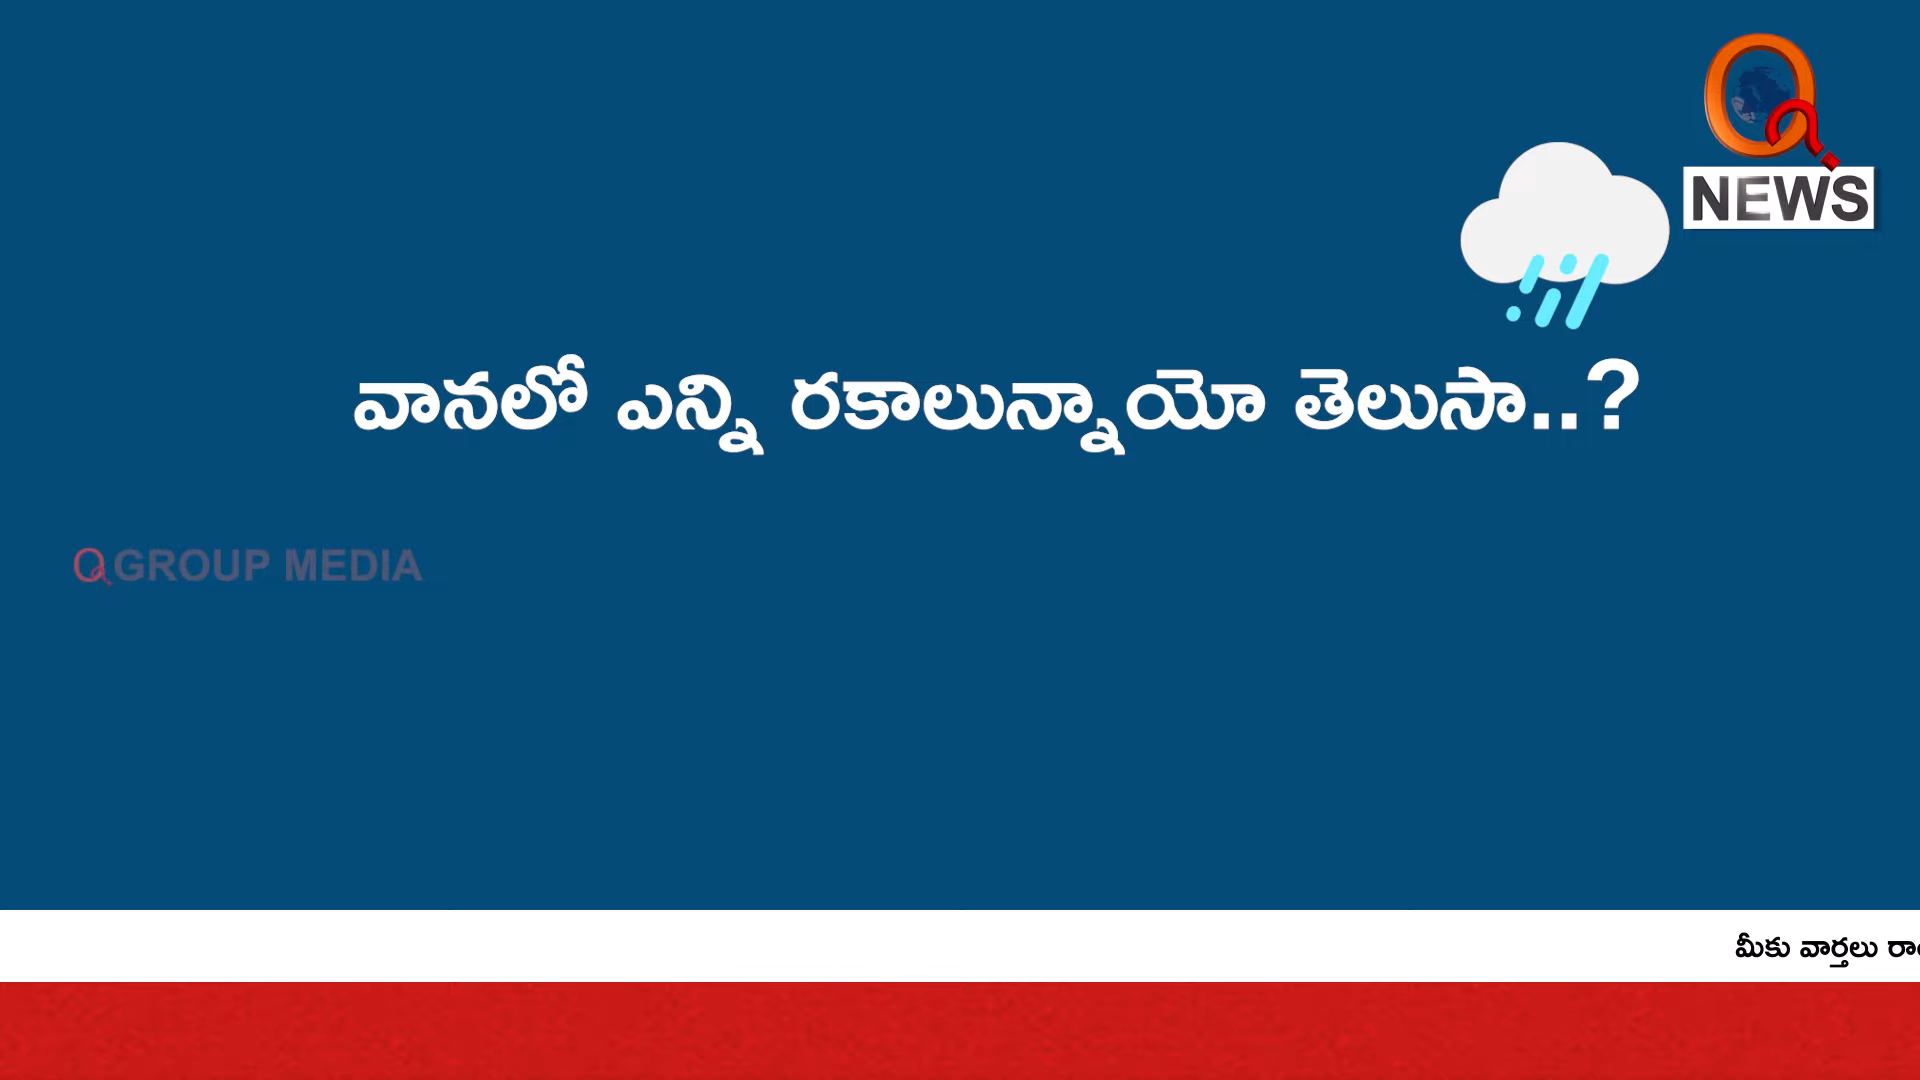 NEWS
వానలో ఎన్ని రకాలున్నాయో తెలుసా..?
Q GROUP MEDIA
మీకు వార్తలు